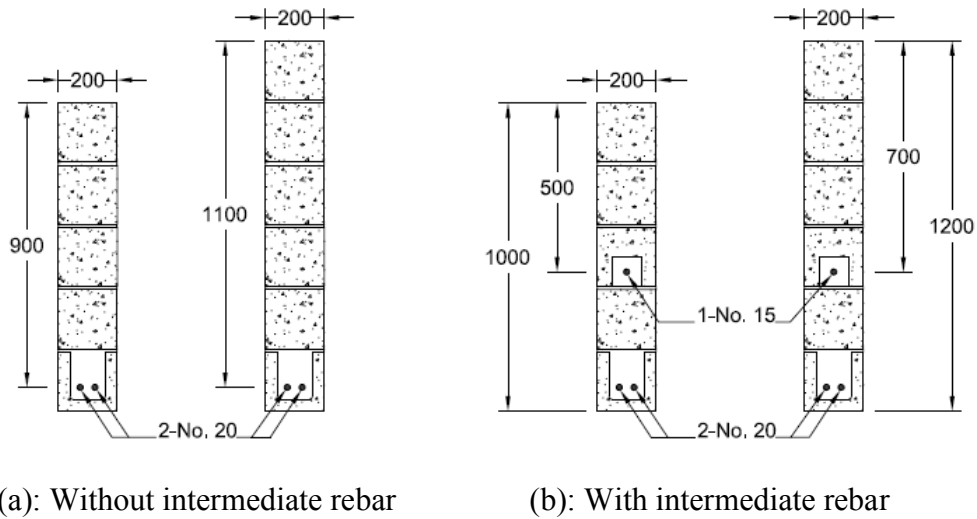 200
200
200
200
900
1100
1000
500
700
1200
1-No. 15
2-No. 20
2-No. 20
(a): Without intermediate rebar
(b): With intermediate rebar